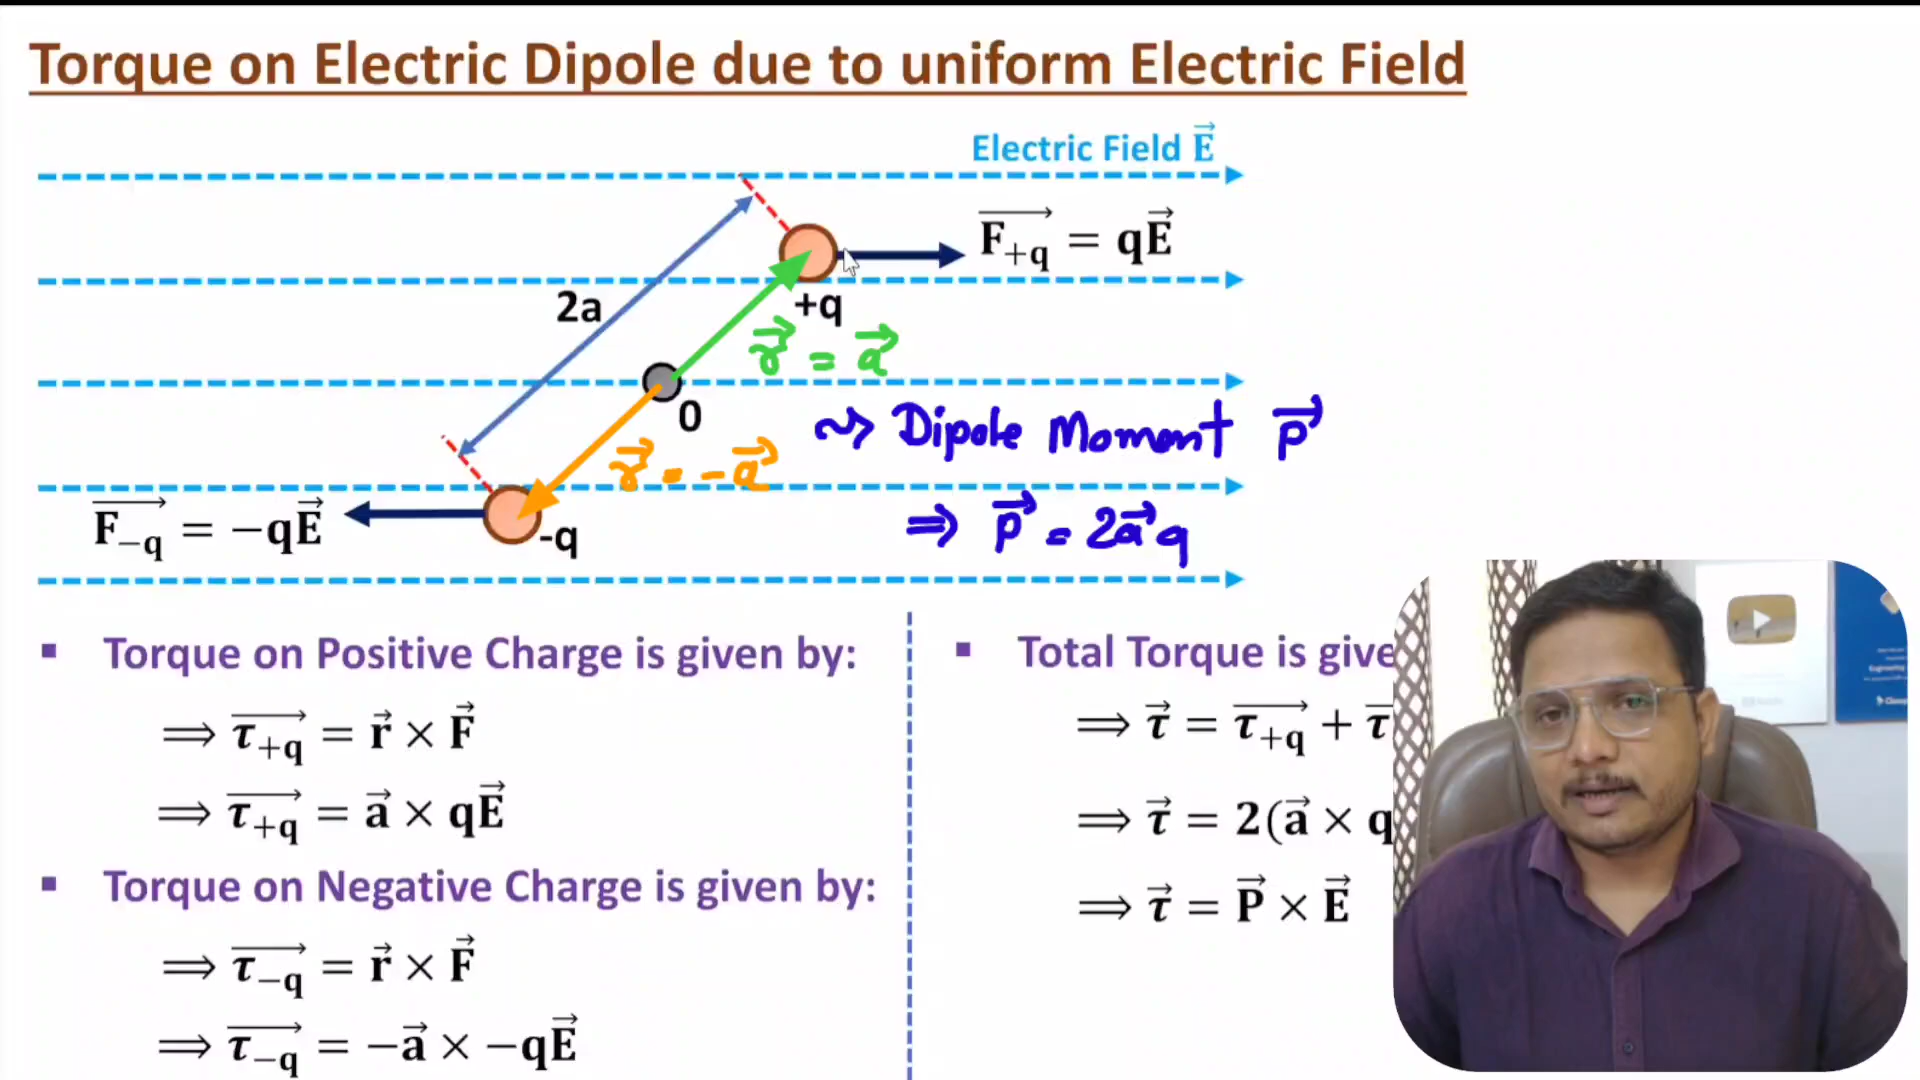 Torque on Electric Dipole due to uniform Electric Field
Electric Field E⃗
F₊q⃗ = qE⃗
2a
+q
r⃗ = a⃗
0
⇝ Dipole Moment p⃗
r⃗ = -a⃗
F₋q⃗ = −qE⃗
-q
⇒ p⃗ = 2a⃗q
▪ Torque on Positive Charge is given by:
⟹ τ₊q⃗ = r⃗ × F⃗
⟹ τ₊q⃗ = a⃗ × qE⃗
▪ Torque on Negative Charge is given by:
⟹ τ₋q⃗ = r⃗ × F⃗
⟹ τ₋q⃗ = −a⃗ × −qE⃗
▪ Total Torque is give
⟹ τ⃗ = τ₊q⃗ + τ
⟹ τ⃗ = 2(a⃗ × q
⟹ τ⃗ = P⃗ × E⃗